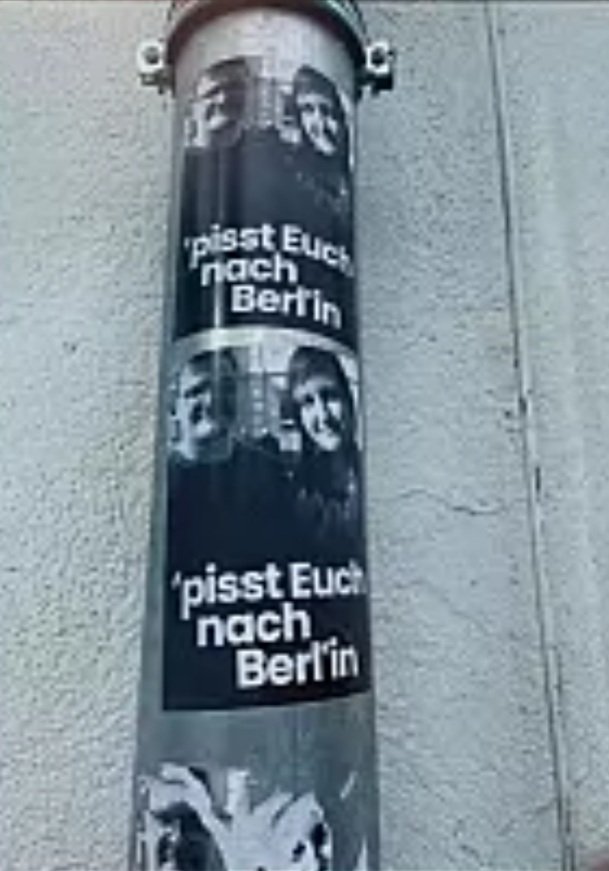 'pisst Euch
nach
Berl'in
'pisst Euch
nach
Berl'in